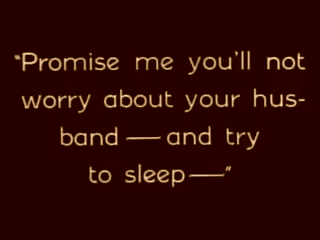 "Promise me you'll not
worry about your hus-
band — and try
to sleep —"